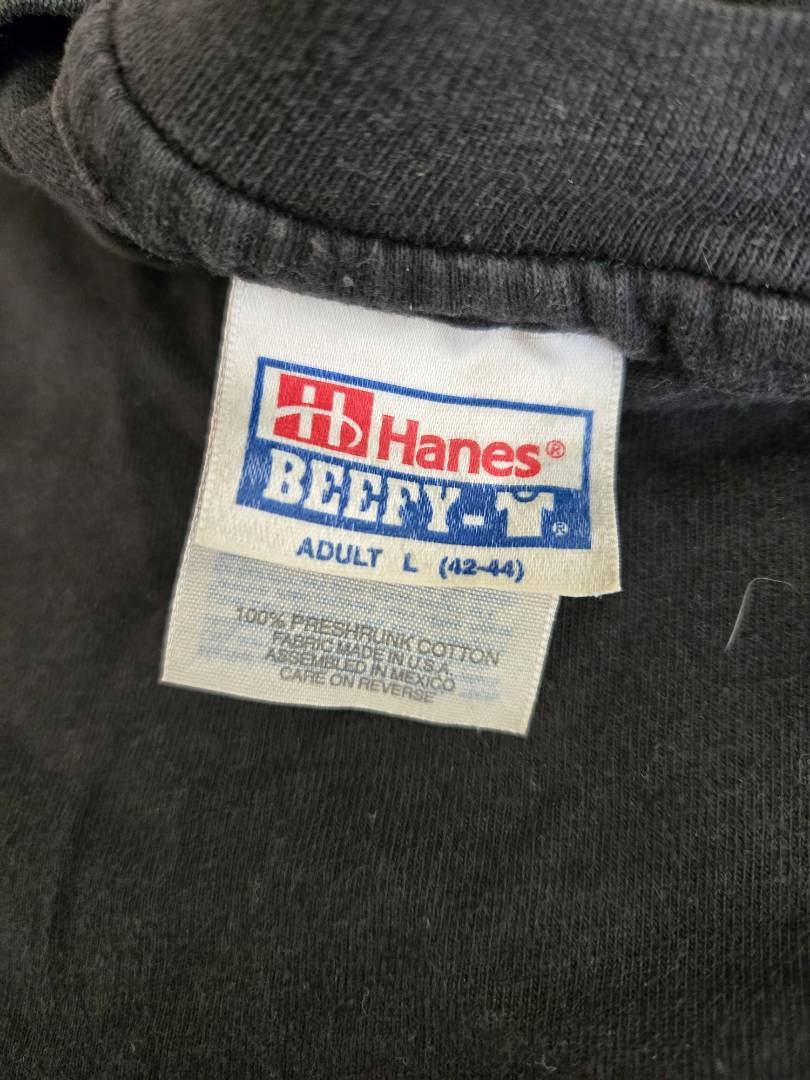 Hanes®
BEEFY-T®
ADULT L (42-44)
100% PRESHRUNK COTTON
FABRIC MADE IN U.S.A.
ASSEMBLED IN MEXICO
CARE ON REVERSE